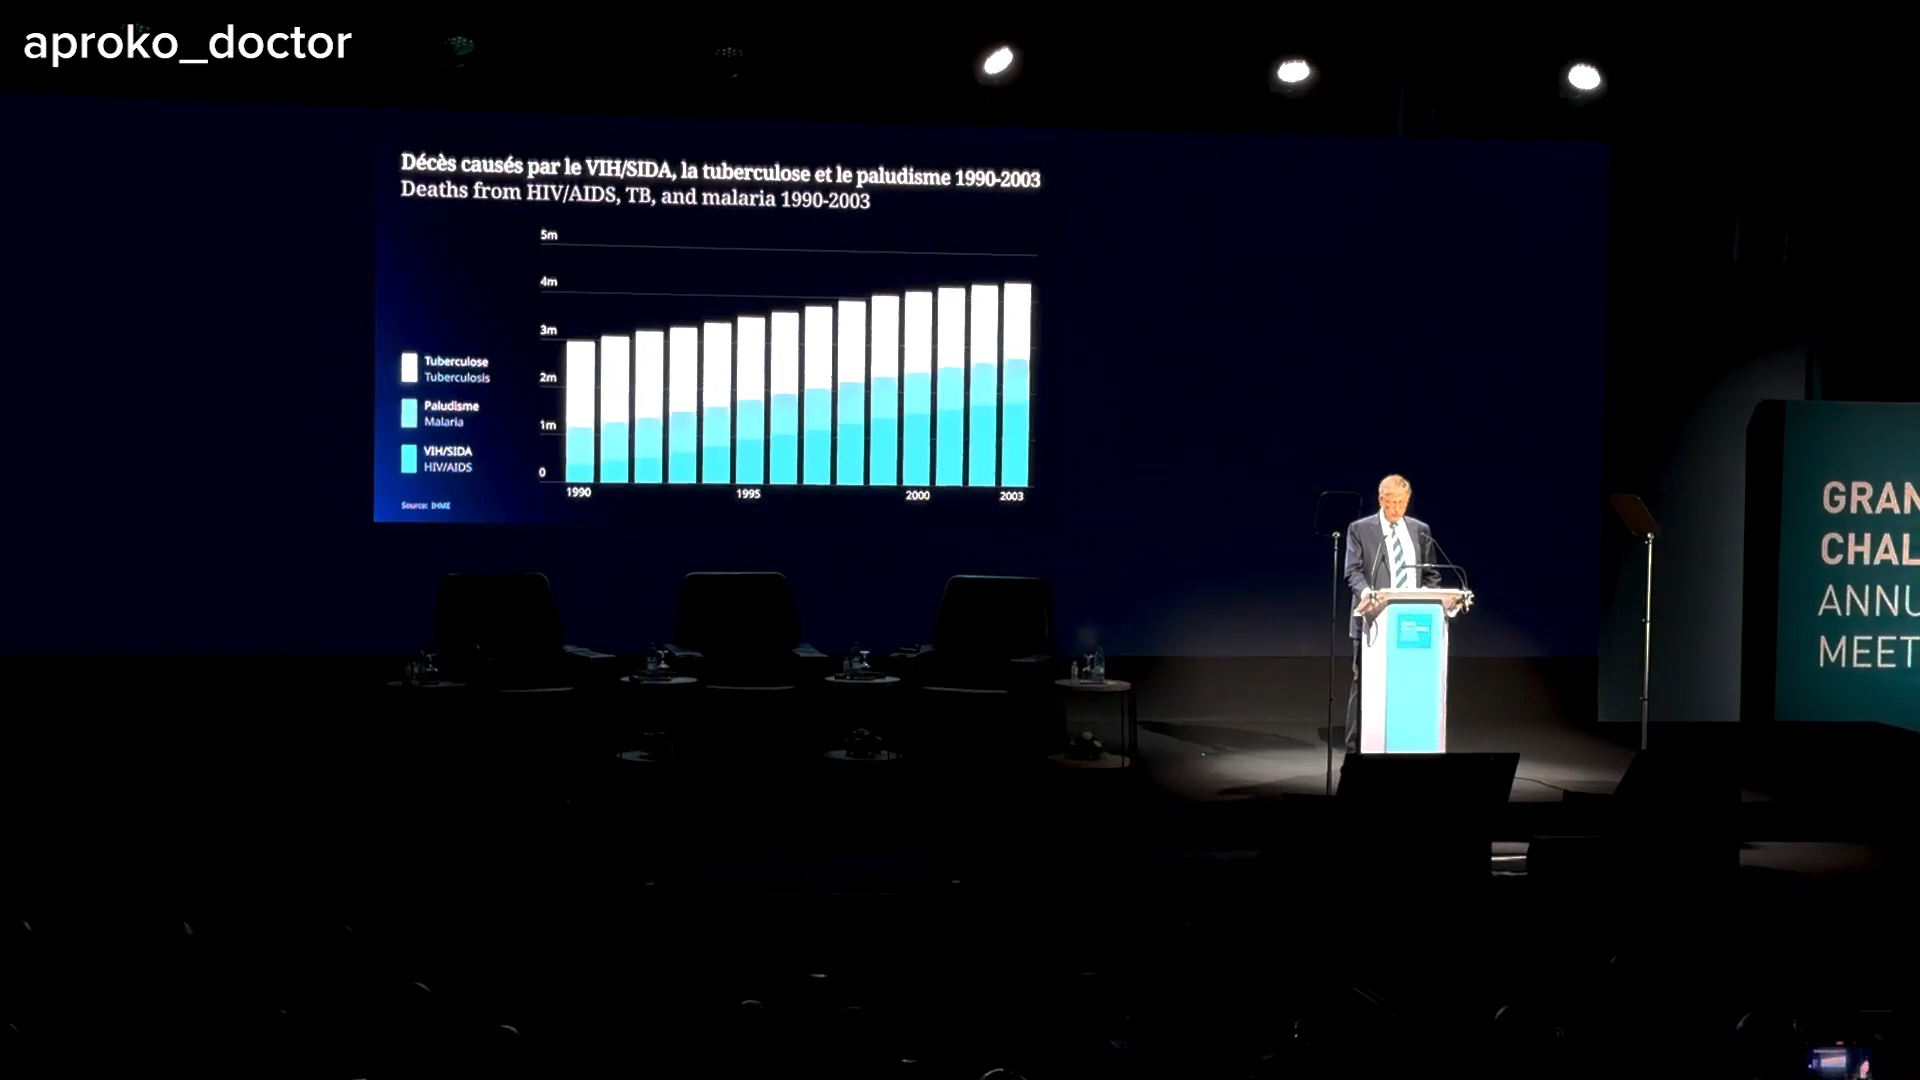 aproko_doctor
Décès causés par le VIH/SIDA, la tuberculose et le paludisme 1990-2003
Deaths from HIV/AIDS, TB, and malaria 1990-2003
5m
4m
3m
2m
1m
0
Tuberculose
Tuberculosis
Paludisme
Malaria
VIH/SIDA
HIV/AIDS
1990
1995
2000
2003
Source: IHME
GRAN
CHAL
ANNU
MEET